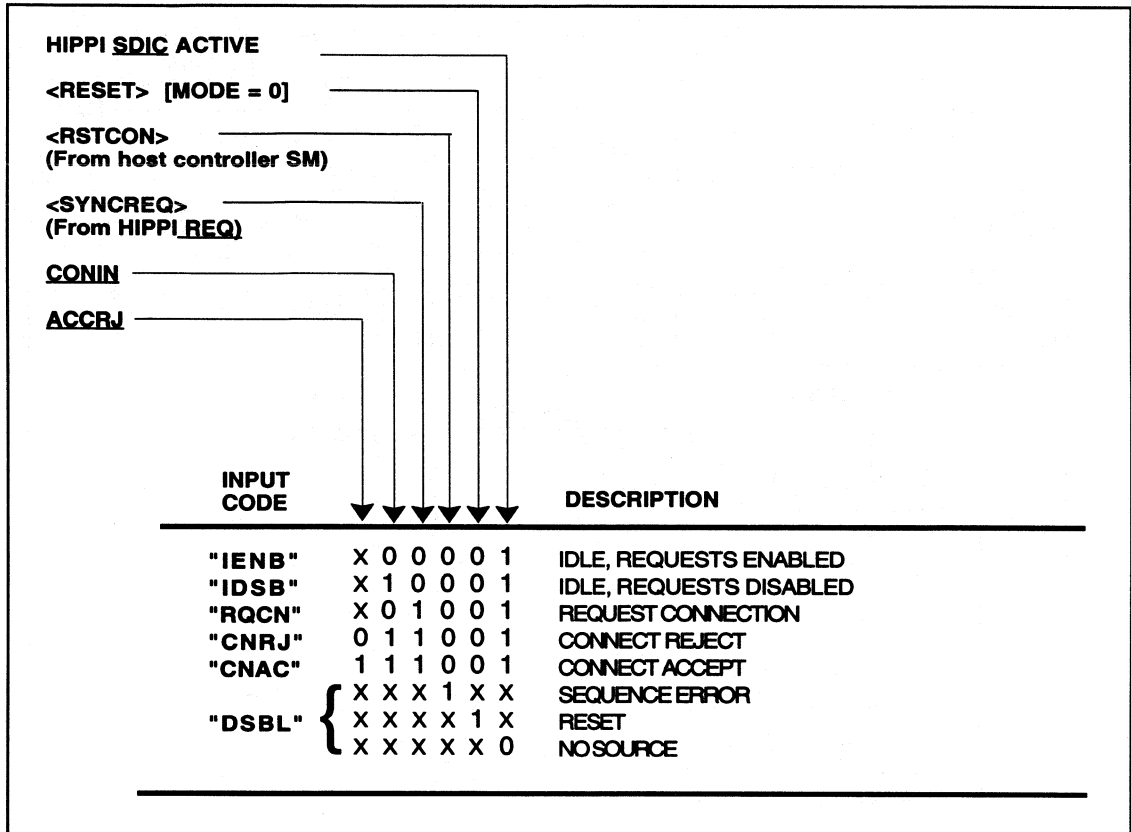 HIPPI SDIC ACTIVE
<RESET> [MODE = 0]
<RSTCON>
(From host controller SM)
<SYNCREQ>
(From HIPPI REQ)
CONIN
ACCRJ
INPUT
CODE DESCRIPTION
"IENB" X 0 0 0 0 1 IDLE, REQUESTS ENABLED
"IDSB" X 1 0 0 0 1 IDLE, REQUESTS DISABLED
"RQCN" X 0 1 0 0 1 REQUEST CONNECTION
"CNRJ" 0 1 1 0 0 1 CONNECT REJECT
"CNAC" 1 1 1 0 0 1 CONNECT ACCEPT
X X X 1 X X SEQUENCE ERROR
"DSBL" { X X X X 1 X RESET
X X X X X 0 NO SOURCE